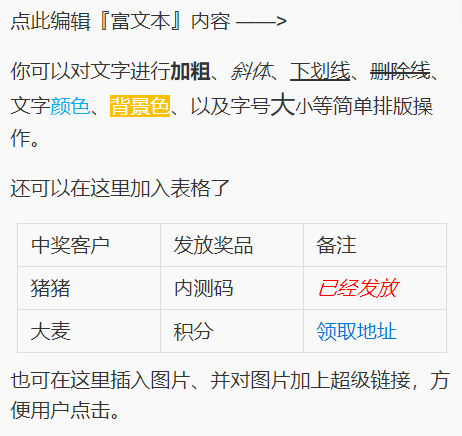 点此编辑『富文本』内容 ——>
你可以对文字进行加粗、斜体、下划线、删除线、
文字颜色、背景色、以及字号大小等简单排版操
作。
还可以在这里加入表格了
中奖客户 发放奖品 备注
猪猪 内测码 已经发放
大麦 积分 领取地址
也可在这里插入图片、并对图片加上超级链接，方
便用户点击。